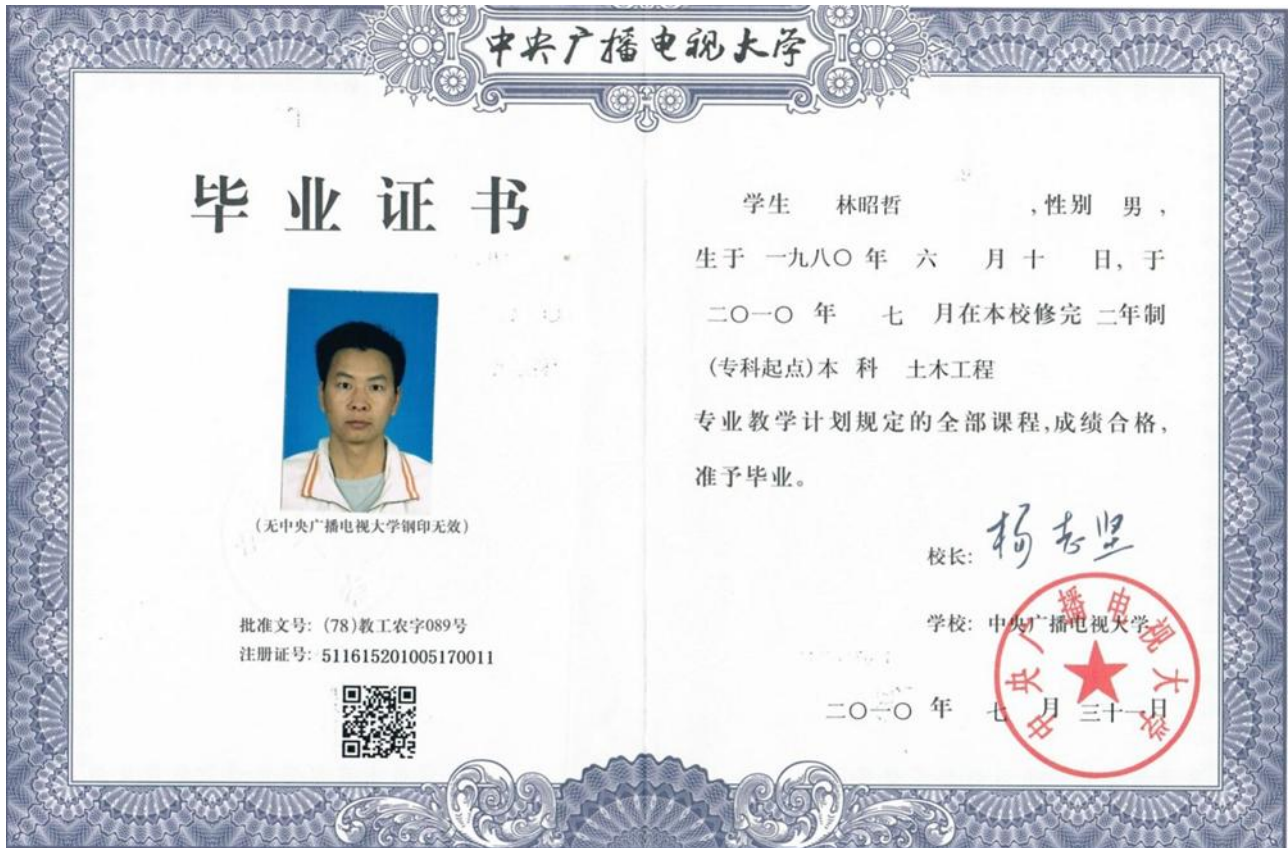 中央广播电视大学
毕业证书
(无中央广播电视大学钢印无效)
批准文号: (78)教工农字089号
注册证号: 511615201005170011
学生 林昭哲 ,性别 男 ,
生于 一九八〇 年 六 月 十 日, 于
二〇一〇 年 七 月在本校修完 二年制
(专科起点)本 科 土木工程
专业教学计划规定的全部课程,成绩合格,
准予毕业。
校长: 杨志坚
学校: 中央广播电视大学
二〇一〇 年 七 月 三十一日
中央广播电视大学